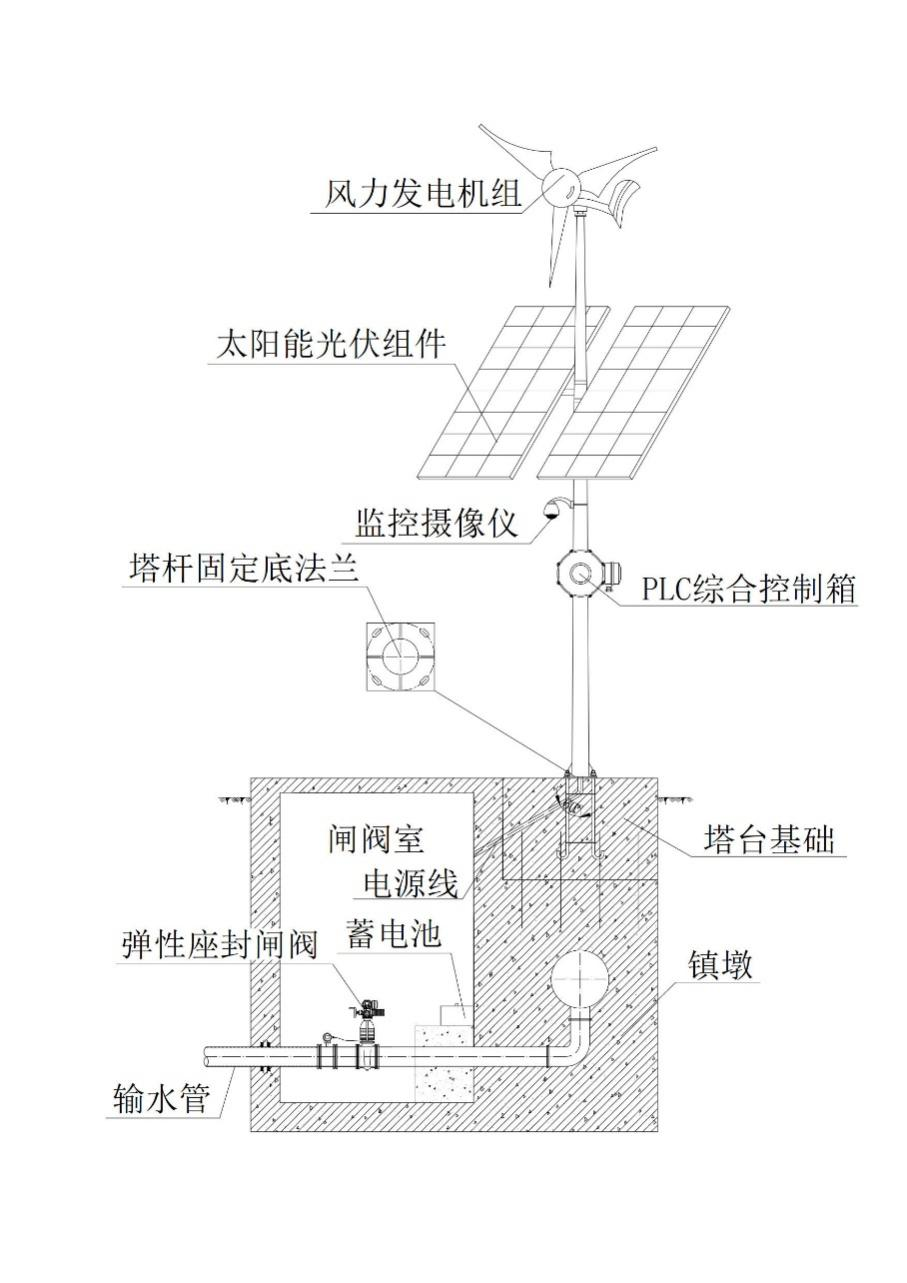 风力发电机组
太阳能光伏组件
监控摄像仪
塔杆固定底法兰
PLC综合控制箱
闸阀室
塔台基础
电源线
弹性座封闸阀
蓄电池
镇墩
输水管